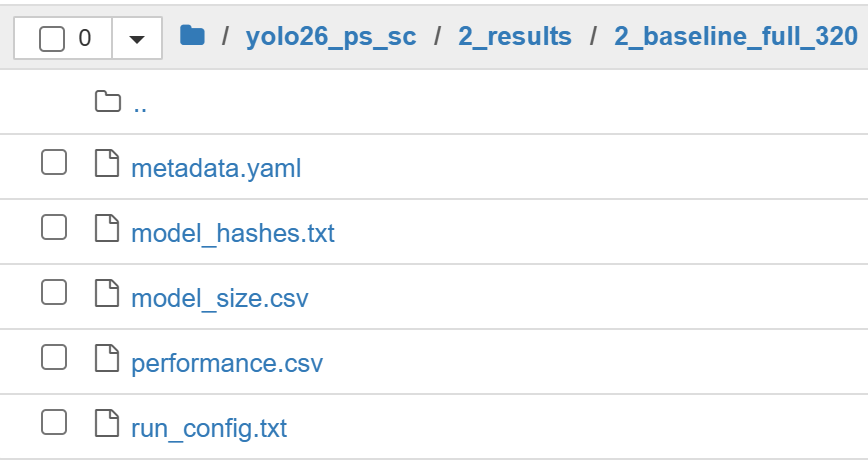 0 / yolo26_ps_sc / 2_results / 2_baseline_full_320
..
metadata.yaml
model_hashes.txt
model_size.csv
performance.csv
run_config.txt